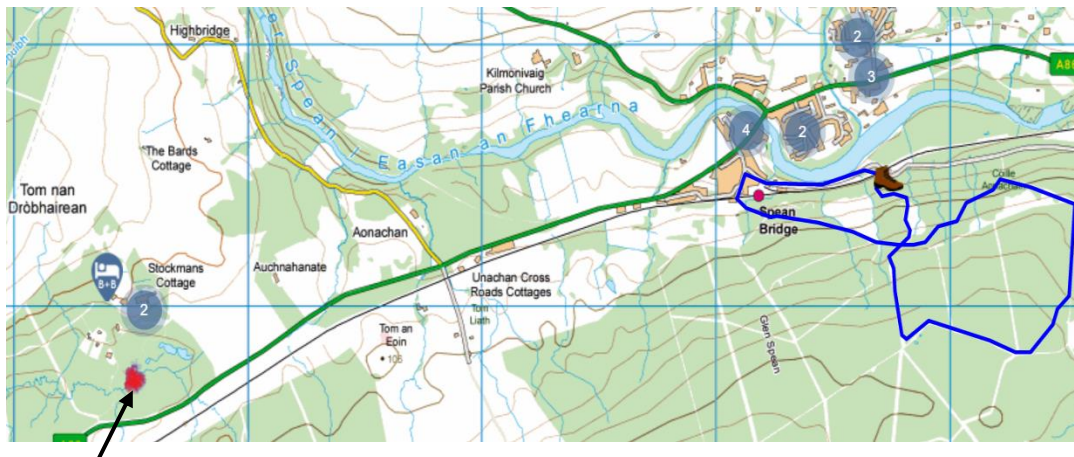 Highbridge
Kilmonivaig
Parish Church
2
3
A86
Spean
Easan an Fhearna
4
2
The Bards
Cottage
Tom nan
Dròbhairean
Aonachan
Spean
Bridge
Stockmans
Cottage
Auchnahanate
B+B
2
Unachan Cross
Roads Cottages
Tom
Liath
Tom an
Eoin
Glen Spean